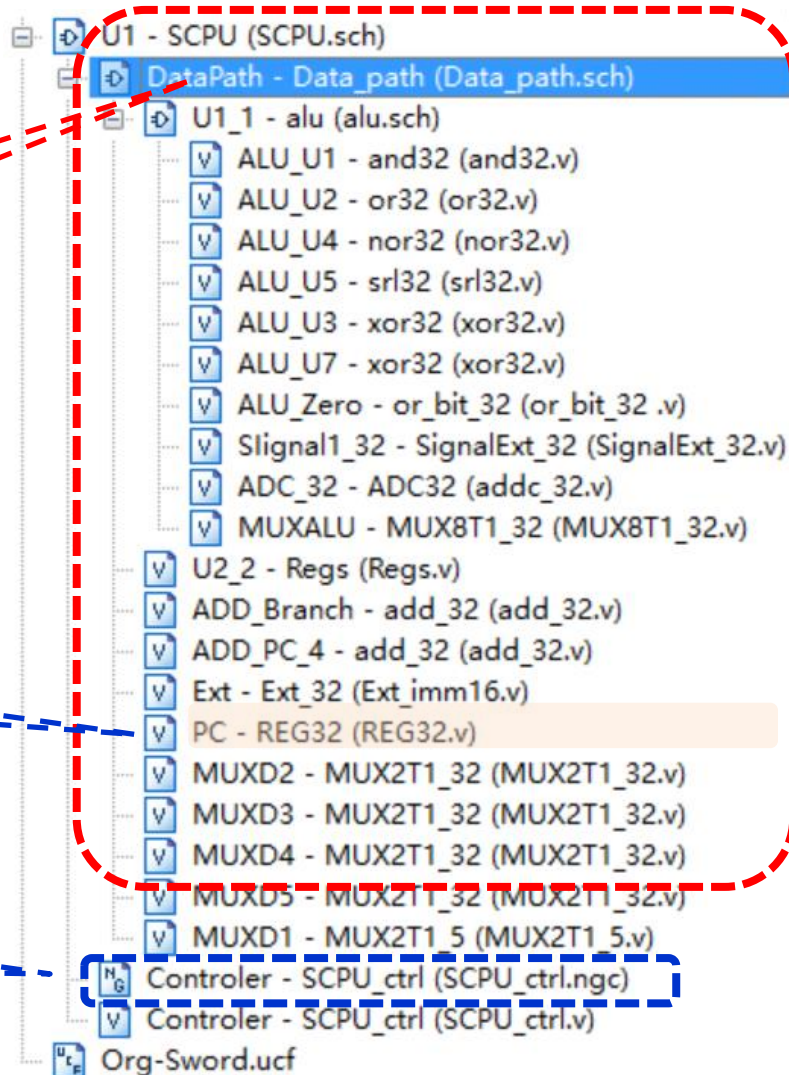 U1 - SCPU (SCPU.sch)
DataPath - Data_path (Data_path.sch)
U1_1 - alu (alu.sch)
V ALU_U1 - and32 (and32.v)
V ALU_U2 - or32 (or32.v)
V ALU_U4 - nor32 (nor32.v)
V ALU_U5 - srl32 (srl32.v)
V ALU_U3 - xor32 (xor32.v)
V ALU_U7 - xor32 (xor32.v)
V ALU_Zero - or_bit_32 (or_bit_32 .v)
V SIignal1_32 - SignalExt_32 (SignalExt_32.v)
V ADC_32 - ADC32 (addc_32.v)
V MUXALU - MUX8T1_32 (MUX8T1_32.v)
V U2_2 - Regs (Regs.v)
V ADD_Branch - add_32 (add_32.v)
V ADD_PC_4 - add_32 (add_32.v)
V Ext - Ext_32 (Ext_imm16.v)
V PC - REG32 (REG32.v)
V MUXD2 - MUX2T1_32 (MUX2T1_32.v)
V MUXD3 - MUX2T1_32 (MUX2T1_32.v)
V MUXD4 - MUX2T1_32 (MUX2T1_32.v)
V MUXD5 - MUX2T1_32 (MUX2T1_32.v)
V MUXD1 - MUX2T1_5 (MUX2T1_5.v)
NG Controler - SCPU_ctrl (SCPU_ctrl.ngc)
V Controler - SCPU_ctrl (SCPU_ctrl.v)
UCF Org-Sword.ucf